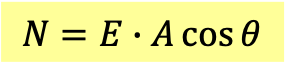 N = E · A cos θ